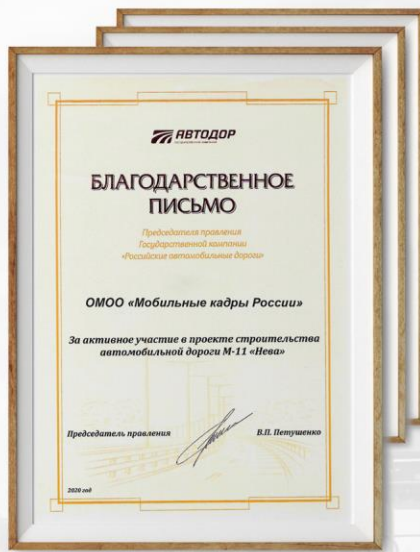 АВТОДОР
БЛАГОДАРСТВЕННОЕ
ПИСЬМО
Председателя правления
Государственной компании
«Российские автомобильные дороги»
ОМОО «Мобильные кадры России»
За активное участие в проекте строительства
автомобильной дороги М-11 «Нева»
Председатель правления В.П. Петушенко
2020 год